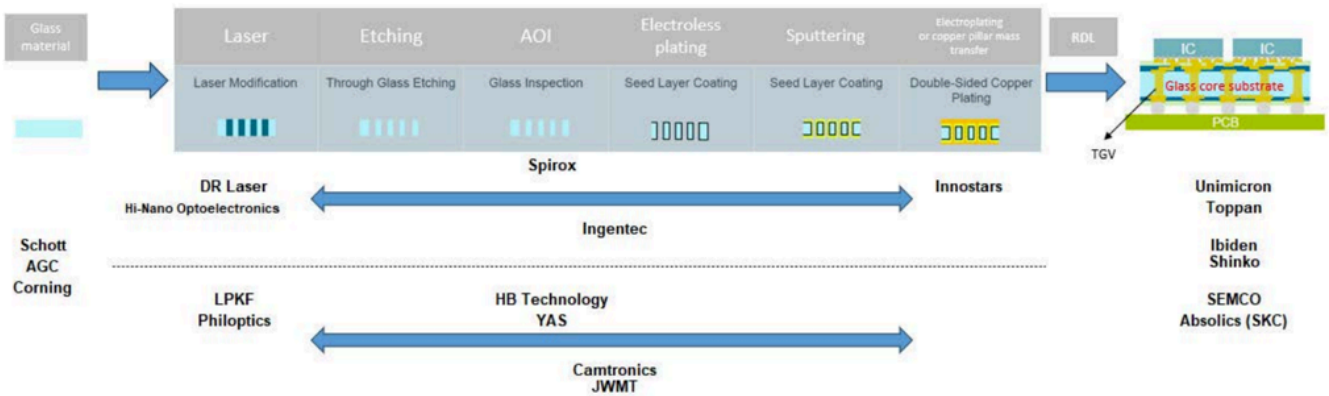 Glass
material
Laser
Etching
AOI
Electroless
plating
Sputtering
Electroplating
or copper pillar mass
transfer
RDL
IC
IC
Laser Modification
Through Glass Etching
Glass Inspection
Seed Layer Coating
Seed Layer Coating
Double-Sided Copper
Plating
Glass core substrate
PCB
TGV
Spirox
DR Laser
Hi-Nano Optoelectronics
Innostars
Ingentec
Unimicron
Toppan
Schott
AGC
Corning
Ibiden
Shinko
LPKF
Philoptics
HB Technology
YAS
SEMCO
Absolics (SKC)
Camtronics
JWMT